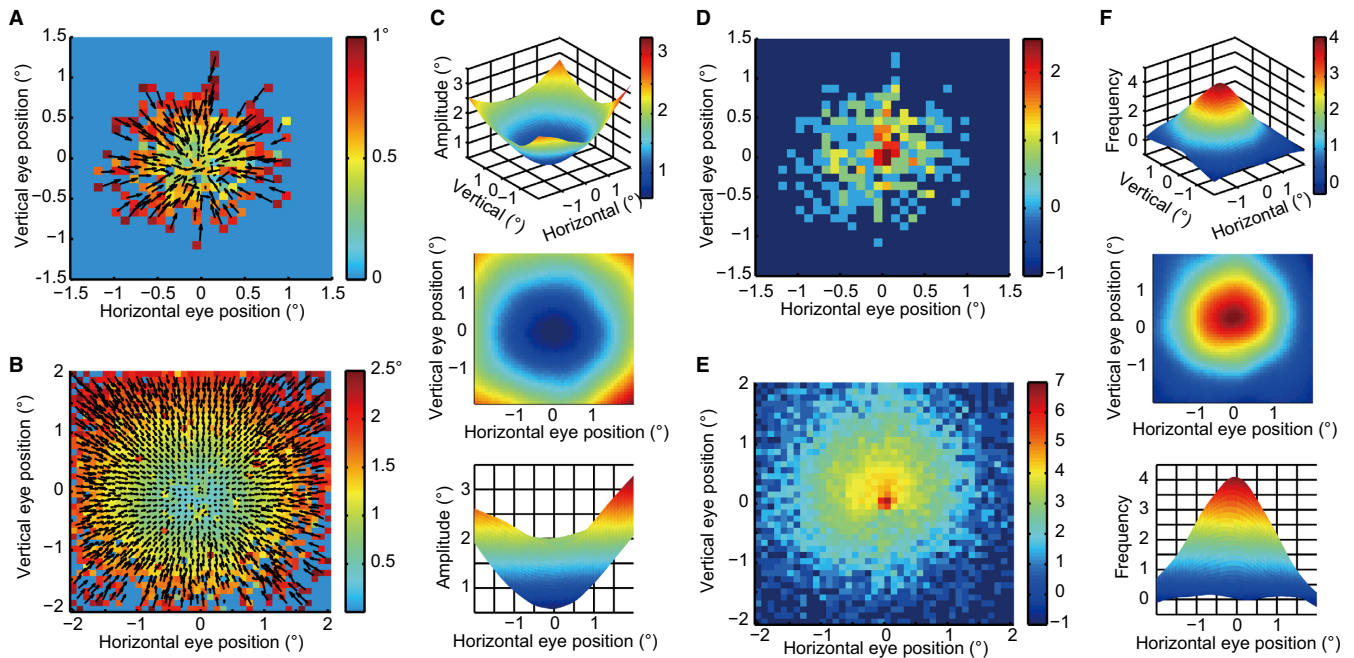 A
1.5
1
0.5
0
−0.5
−1
-1.5
Vertical eye position (°)
−1.5 −1 −0.5 0 0.5 1 1.5
Horizontal eye position (°)
1°
0.5
0
B
2
1
0
−1
−2
Vertical eye position (°)
−2 −1 0 1 2
Horizontal eye position (°)
2.5°
2
1.5
1
0.5
0
C
Amplitude (°)
3
2
1
Vertical (°)
1 0 −1
Horizontal (°)
−1 0 1
3
2
1
Vertical eye position (°)
1
0
−1
−1 0 1
Horizontal eye position (°)
Amplitude (°)
3
2
1
−1 0 1
Horizontal eye position (°)
D
1.5
1
0.5
0
−0.5
−1
-1.5
Vertical eye position (°)
−1.5 −1 −0.5 0 0.5 1 1.5
Horizontal eye position (°)
2
1
0
−1
E
2
1
0
−1
−2
Vertical eye position (°)
−2 −1 0 1 2
Horizontal eye position (°)
7
6
5
4
3
2
1
0
−1
F
Frequency
4
2
0
Vertical (°)
1 0 −1
Horizontal (°)
−1 0 1
4
3
2
1
0
Vertical eye position (°)
1
0
−1
−1 0 1
Horizontal eye position (°)
Frequency
4
3
2
1
0
−1 0 1
Horizontal eye position (°)